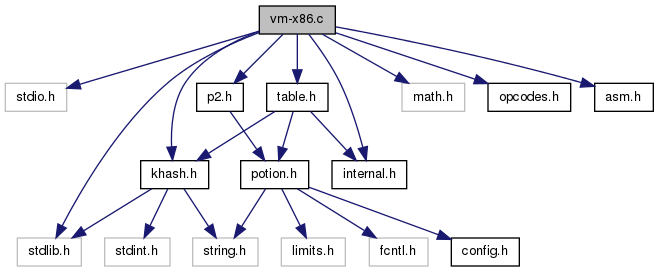 vm-x86.c
stdio.h
p2.h
table.h
math.h
opcodes.h
asm.h
khash.h
potion.h
internal.h
stdlib.h
stdint.h
string.h
limits.h
fcntl.h
config.h